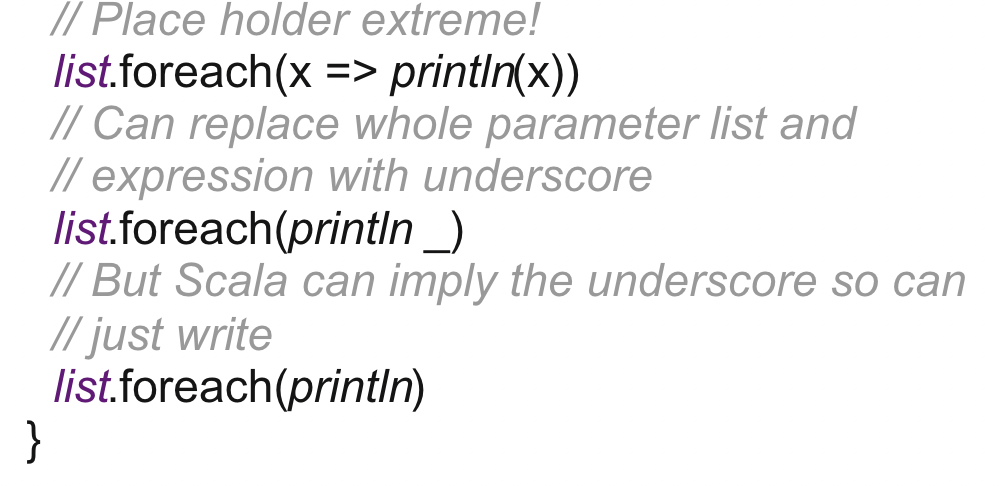 // Place holder extreme!
list.foreach(x => println(x))
// Can replace whole parameter list and
// expression with underscore
list.foreach(println _)
// But Scala can imply the underscore so can
// just write
list.foreach(println)
}